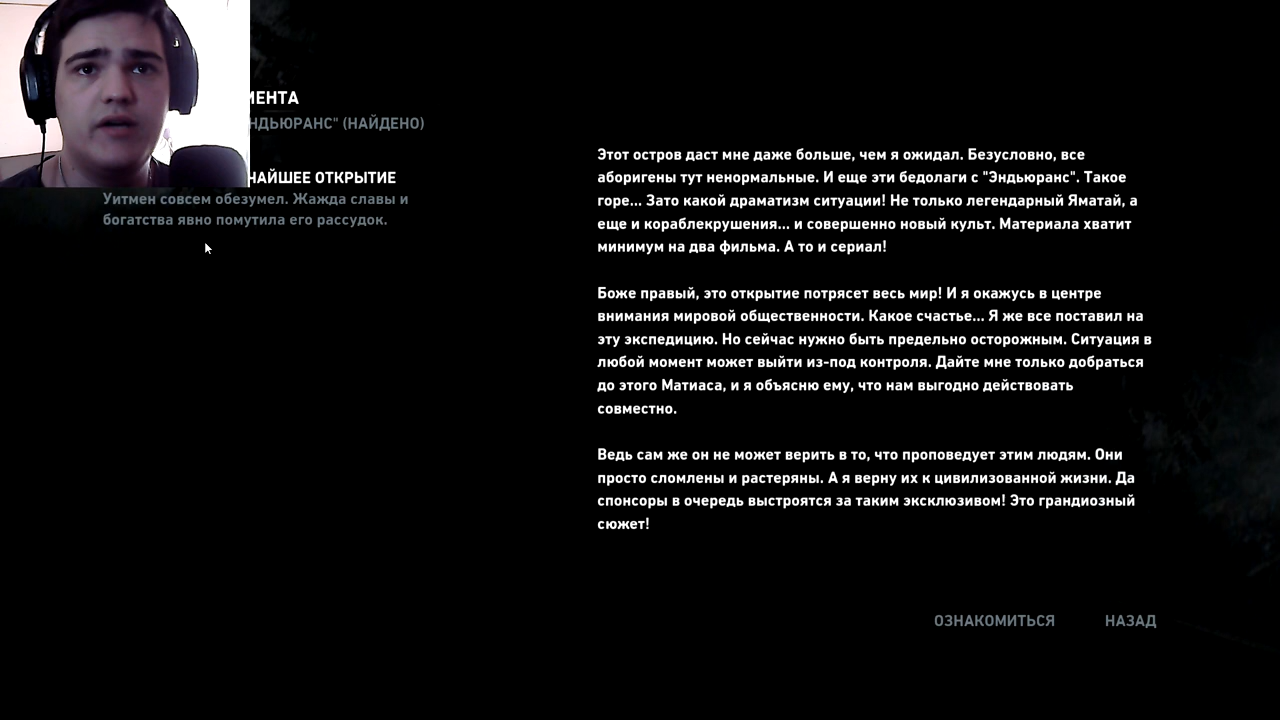 МЕНТА
НДЬЮРАНС" (НАЙДЕНО)
НАЙШЕЕ ОТКРЫТИЕ
Уитмен совсем обезумел. Жажда славы и
богатства явно помутила его рассудок.
Этот остров даст мне даже больше, чем я ожидал. Безусловно, все
аборигены тут ненормальные. И еще эти бедолаги с "Эндьюранс". Такое
горе... Зато какой драматизм ситуации! Не только легендарный Яматай, а
еще и кораблекрушения... и совершенно новый культ. Материала хватит
минимум на два фильма. А то и сериал!
Боже правый, это открытие потрясет весь мир! И я окажусь в центре
внимания мировой общественности. Какое счастье... Я же все поставил на
эту экспедицию. Но сейчас нужно быть предельно осторожным. Ситуация в
любой момент может выйти из-под контроля. Дайте мне только добраться
до этого Матиаса, и я объясню ему, что нам выгодно действовать
совместно.
Ведь сам же он не может верить в то, что проповедует этим людям. Они
просто сломлены и растеряны. А я верну их к цивилизованной жизни. Да
спонсоры в очередь выстроятся за таким эксклюзивом! Это грандиозный
сюжет!
ОЗНАКОМИТЬСЯ НАЗАД